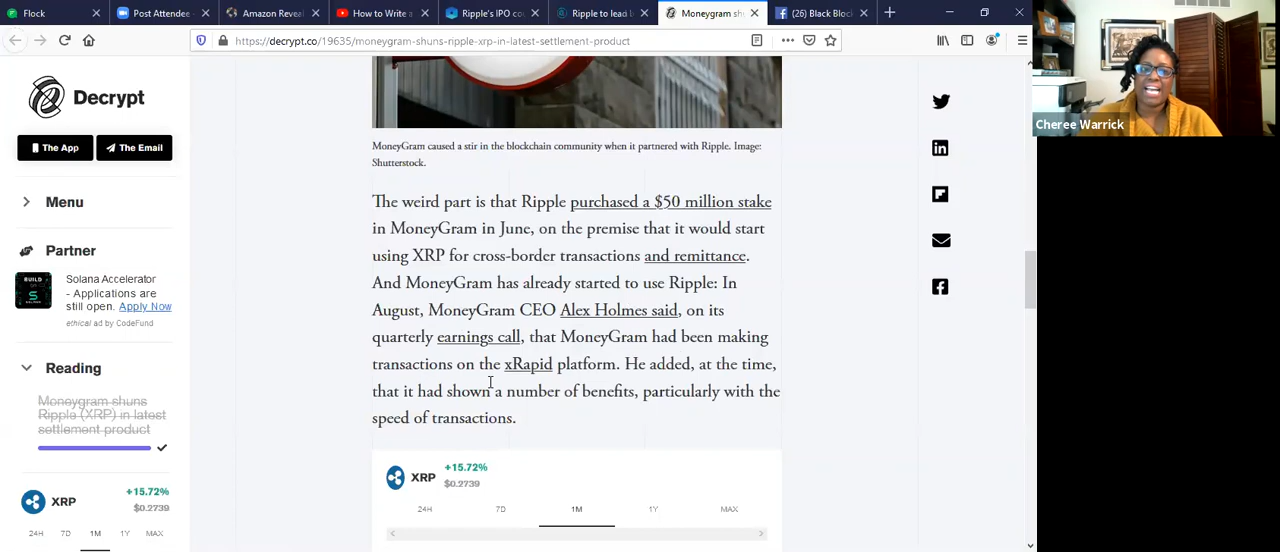 Flock
Post Attendee -
Amazon Revea
How to Write a
Ripple's IPO co
Ripple to lead b
Moneygram sh
(26) Black Bloc
https://decrypt.co/19635/moneygram-shuns-ripple-xrp-in-latest-settlement-product
Decrypt
The App
The Email
Menu
Partner
Solana Accelerator
- Applications are
still open. Apply Now
ethical ad by CodeFund
BUILD
Reading
Moneygram shuns
Ripple (XRP) in latest
settlement product
XRP
+15.72%
$0.2739
24H 7D 1M 1Y MAX
MoneyGram caused a stir in the blockchain community when it partnered with Ripple. Image:
Shutterstock.
The weird part is that Ripple purchased a $50 million stake
in MoneyGram in June, on the premise that it would start
using XRP for cross-border transactions and remittance.
And MoneyGram has already started to use Ripple: In
August, MoneyGram CEO Alex Holmes said, on its
quarterly earnings call, that MoneyGram had been making
transactions on the xRapid platform. He added, at the time,
that it had shown a number of benefits, particularly with the
speed of transactions.
XRP
+15.72%
$0.2739
24H 7D 1M 1Y MAX
Cheree Warrick